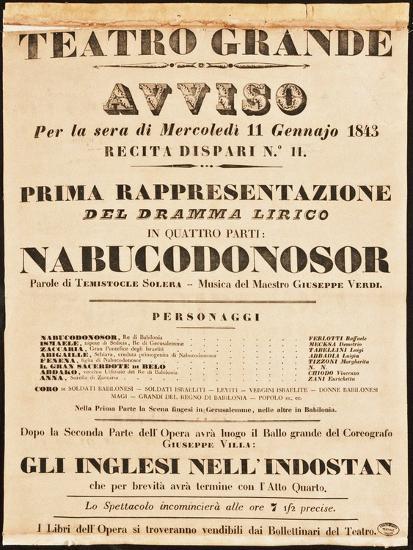 TEATRO GRANDE
AVVISO
Per la sera di Mercoledì 11 Gennajo 1843
RECITA DISPARI N.º 11.
PRIMA RAPPRESENTAZIONE
DEL DRAMMA LIRICO
IN QUATTRO PARTI:
NABUCODONOSOR
Parole di TEMISTOCLE SOLERA – Musica del Maestro GIUSEPPE VERDI.
PERSONAGGI
NABUCODONOSOR, Re di Babilonia FERLOTTI Raffaele
ISMAELE, nipote di Sedecia, Re di Gerusalemme MECKSA Demetrio
ZACCARIA, Gran Pontefice degli Israeliti TABELLINI Luigi
ABIGAILLE, Schiava, creduta primogenita di Nabucodonosor ABBADIA Luigia
FENENA, figlia di Nabucodonosor TIZZONI Margherita
IL GRAN SACERDOTE DI BELO N. N.
ABDALO, vecchio Uffiziale del Re di Babilonia CHIODO Vincenzo
ANNA, Sorella di Zaccaria ZANI Enrichetta
CORO DI SOLDATI BABILONESI – SOLDATI ISRAELITI – LEVITI – VERGINI ISRAELITE – DONNE BABILONESI
MAGI – GRANDI DEL REGNO DI BABILONIA – POPOLO ec. ec.
Nella Prima Parte la Scena fingesi in Gerusalemme, nelle altre in Babilonia.
Dopo la Seconda Parte dell'Opera avrà luogo il Ballo grande del Coreografo
GIUSEPPE VILLA:
GLI INGLESI NELL'INDOSTAN
che per brevità avrà termine con l'Atto Quarto.
Lo Spettacolo incomincierà alle ore 7 1/2 precise.
I Libri dell'Opera si troveranno vendibili dai Bollettinari del Teatro.